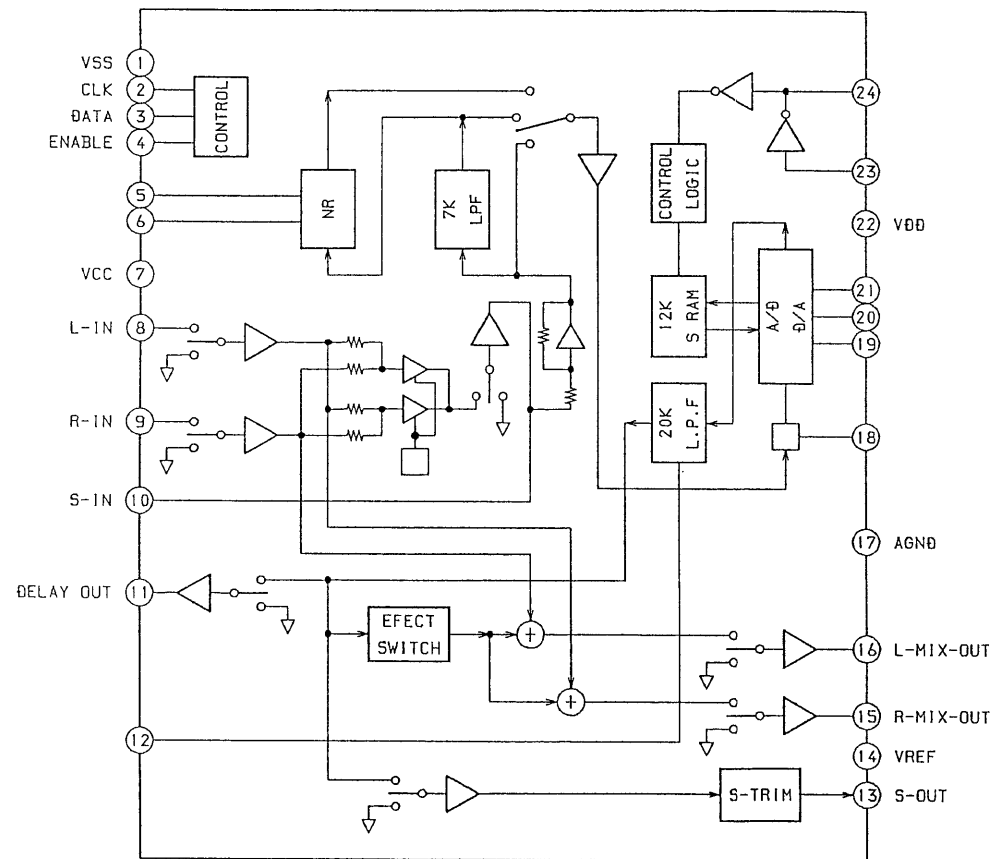 VSS 1
CLK 2
DATA 3
ENABLE 4
CONTROL
5
6
VCC 7
L-IN 8
R-IN 9
S-IN 10
DELAY OUT 11
12
NR
7K
LPF
CONTROL
LOGIC
12K
S RAM
20K
L.P.F
A/D
D/A
EFECT
SWITCH
+
+
S-TRIM
24
23
22 VDD
21
20
19
18
17 AGND
16 L-MIX-OUT
15 R-MIX-OUT
14 VREF
13 S-OUT